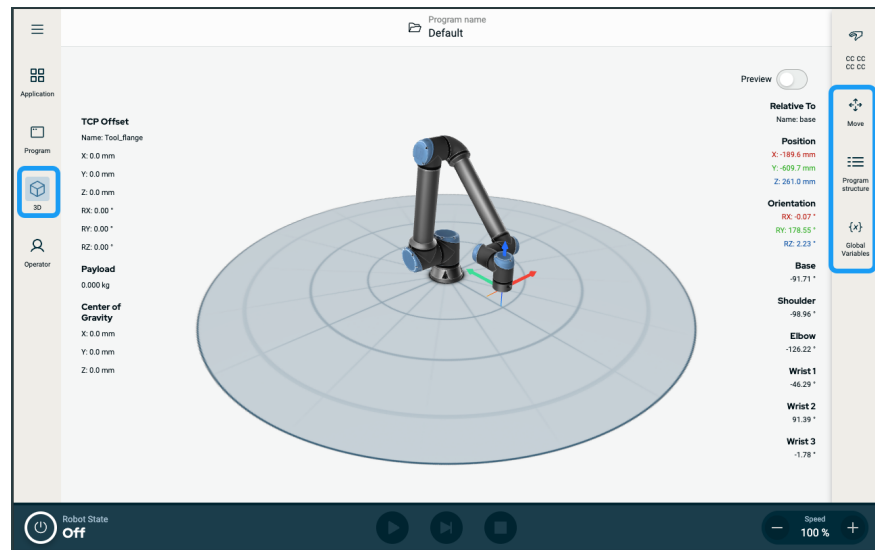 Program name
Default
CC CC
CC CC
Application
Program
3D
Operator
TCP Offset
Name: Tool_flange
X: 0.0 mm
Y: 0.0 mm
Z: 0.0 mm
RX: 0.00 °
RY: 0.00 °
RZ: 0.00 °
Payload
0.000 kg
Center of
Gravity
X: 0.0 mm
Y: 0.0 mm
Z: 0.0 mm
Preview
Relative To
Name: base
Position
X: -189.6 mm
Y: -609.7 mm
Z: 261.0 mm
Orientation
RX: -0.07 °
RY: 178.55 °
RZ: 2.23 °
Base
-91.71 °
Shoulder
-98.96 °
Elbow
-126.22 °
Wrist 1
-46.29 °
Wrist 2
91.39 °
Wrist 3
-1.78 °
Move
Program
structure
{x}
Global
Variables
Robot State
Off
Speed
100 %